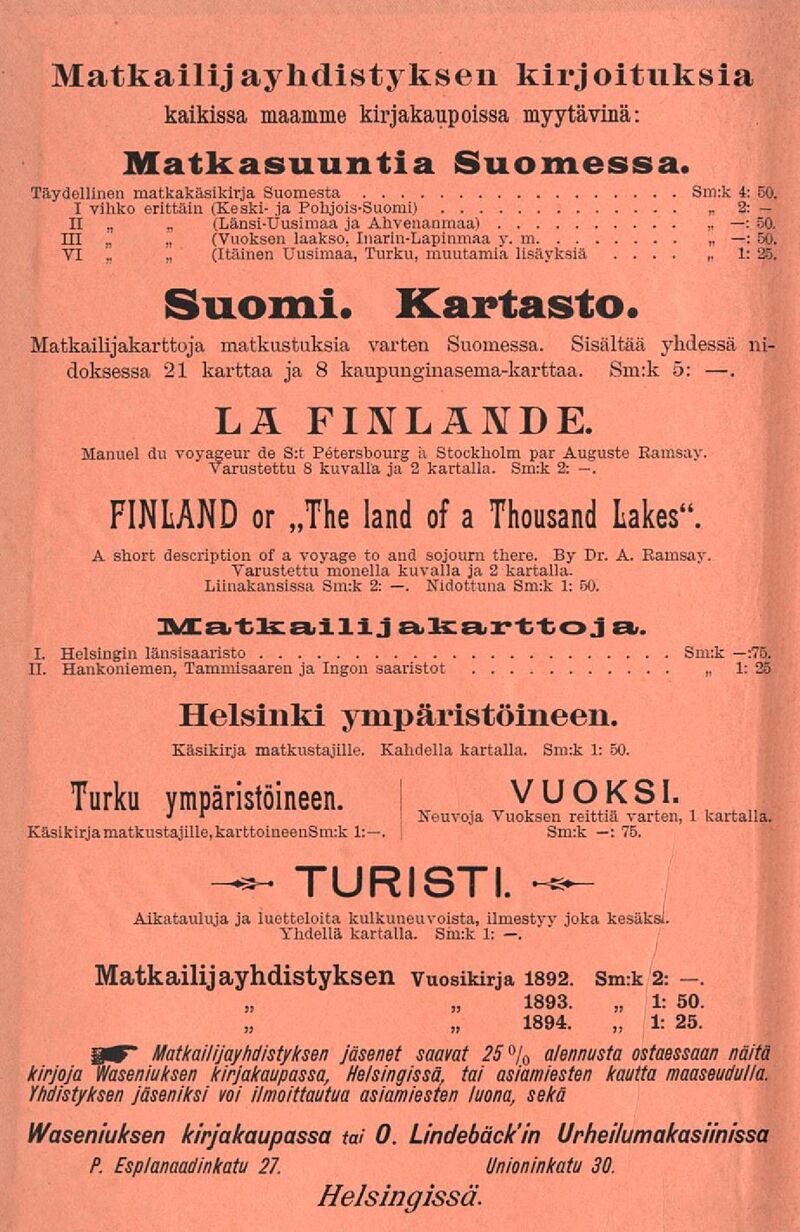 Matkailijayhdistyksen kirjoituksia
kaikissa maamme kirjakaupoissa myytävinä:
Matkasuuntia Suomessa.
Täydellinen matkakäsikirja Suomesta . . . . . . . . . . . . . . . . . Sm:k 4: 50.
I vihko erittäin (Keski- ja Pohjois-Suomi) . . . . . . . . . . . . . „ 2: —
II „ „ (Länsi-Uusimaa ja Ahvenanmaa) . . . . . . . . . . „ —: 50.
III „ „ (Vuoksen laakso, Inarin-Lapinmaa y. m. . . . . . . . „ —: 50.
VI „ „ (Itäinen Uusimaa, Turku, muutamia lisäyksiä . . . . „ 1: 25.
Suomi. Kartasto.
Matkailijakarttoja matkustuksia varten Suomessa. Sisältää yhdessä ni-
doksessa 21 karttaa ja 8 kaupunginasema-karttaa. Sm:k 5: —.
LA FINLANDE.
Manuel du voyageur de S:t Pétersbourg à Stockholm par Auguste Ramsay.
Varustettu 8 kuvalla ja 2 kartalla. Sm:k 2: —.
FINLAND or „The land of a Thousand Lakes“.
A short description of a voyage to and sojourn there. By Dr. A. Ramsay.
Varustettu monella kuvalla ja 2 kartalla.
Liinakansissa Sm:k 2: —. Nidottuna Sm:k 1: 50.
Matkailijakarttoja.
I. Helsingin länsisaaristo . . . . . . . . . . . . . . . . . . . . . . Sm:k —:75.
II. Hankoniemen, Tammisaaren ja Ingon saaristot . . . . . . . . . . . „ 1: 25
Helsinki ympäristöineen.
Käsikirja matkustajille. Kahdella kartalla. Sm:k 1: 50.
Turku ympäristöineen.
Käsikirja matkustajille, karttoineen Sm:k 1:—.
VUOKSI.
Neuvoja Vuoksen reittiä varten, 1 kartalla.
Sm:k —: 75.
TURISTI.
Aikatauluja ja luetteloita kulkuneuvoista, ilmestyy joka kesäksi.
Yhdellä kartalla. Sm:k 1: —.
Matkailijayhdistyksen Vuosikirja 1892. Sm:k 2: —.
„ „ 1893. „ 1: 50.
„ „ 1894. „ 1: 25.
Matkailijayhdistyksen jäsenet saavat 25 % alennusta ostaessaan näitä
kirjoja Waseniuksen kirjakaupassa, Helsingissä, tai asiamiesten kautta maaseudulla.
Yhdistyksen jäseniksi voi ilmoittautua asiamiesten luona, sekä
Waseniuksen kirjakaupassa tai O. Lindebäck'in Urheilumakasiinissa
P. Esplanaadinkatu 27. Unioninkatu 30.
Helsingissä.